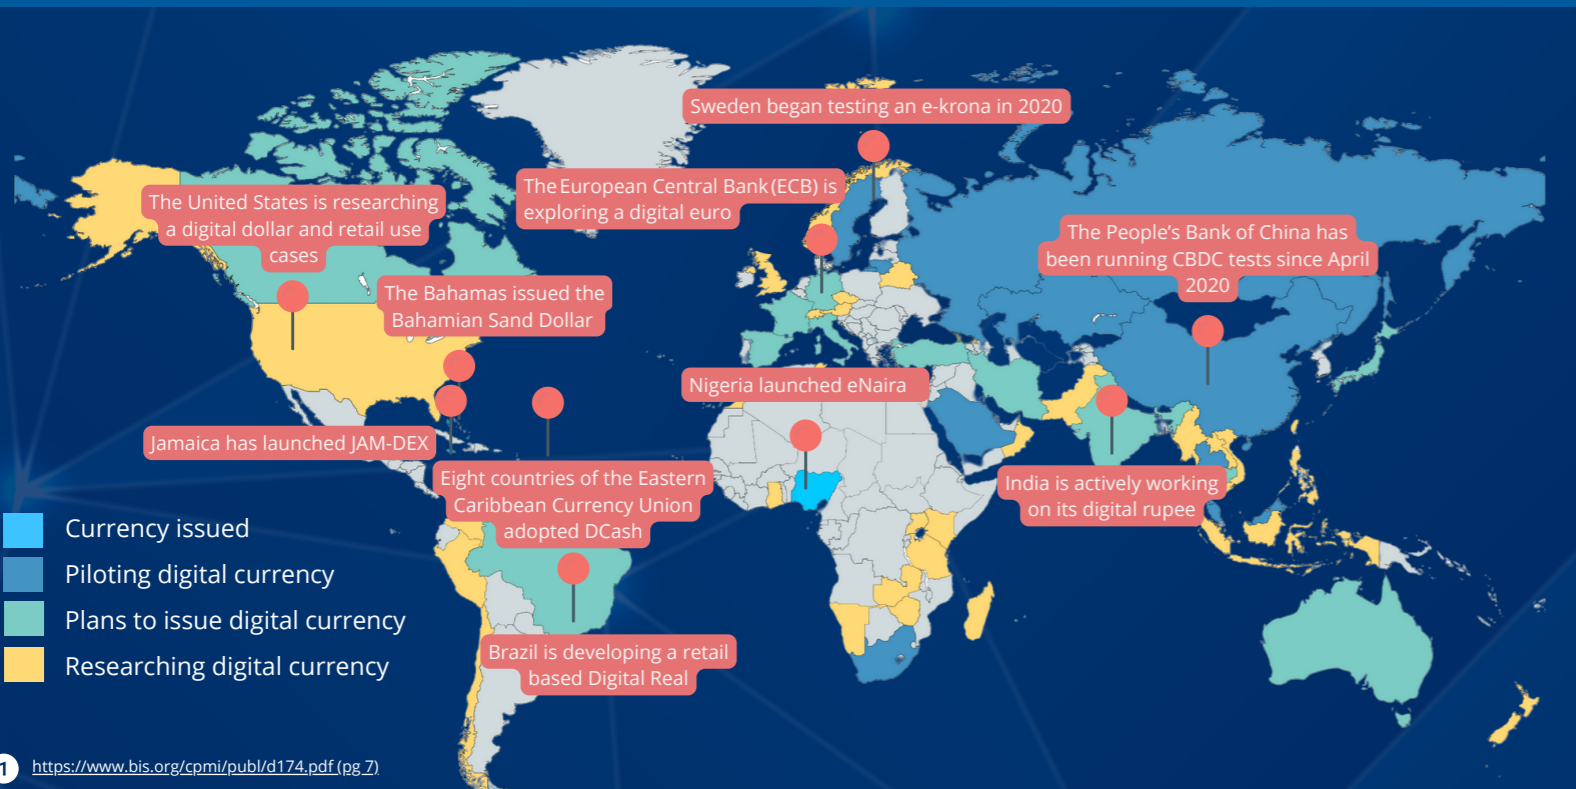 Sweden began testing an e-krona in 2020
The European Central Bank (ECB) is
exploring a digital euro
The United States is researching
a digital dollar and retail use
cases
The People's Bank of China has
been running CBDC tests since April
2020
The Bahamas issued the
Bahamian Sand Dollar
Nigeria launched eNaira
Jamaica has launched JAM-DEX
Eight countries of the Eastern
Caribbean Currency Union
adopted DCash
India is actively working
on its digital rupee
Brazil is developing a retail
based Digital Real
Currency issued
Piloting digital currency
Plans to issue digital currency
Researching digital currency
1 https://www.bis.org/cpmi/publ/d174.pdf (pg 7)